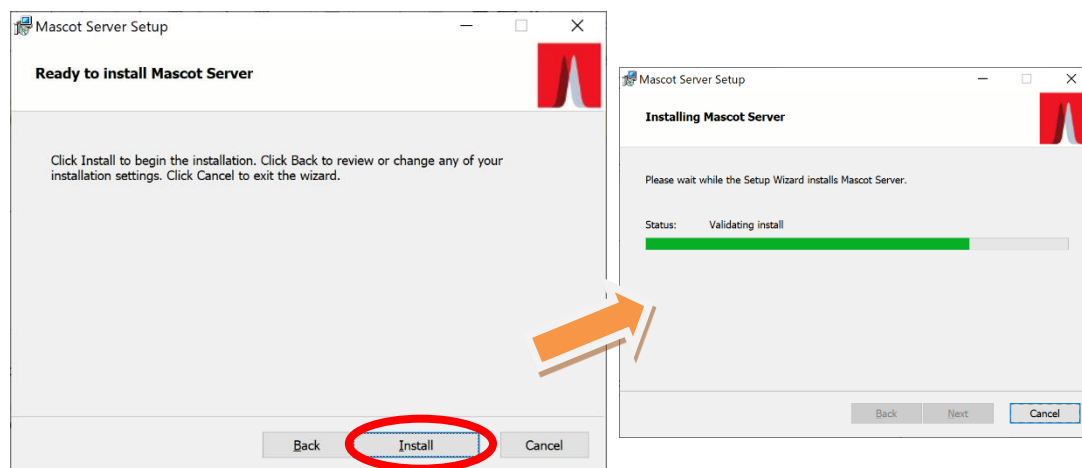 Mascot Server Setup
Ready to install Mascot Server
Click Install to begin the installation. Click Back to review or change any of your
installation settings. Click Cancel to exit the wizard.
Back
Install
Cancel
Mascot Server Setup
Installing Mascot Server
Please wait while the Setup Wizard installs Mascot Server.
Status: Validating install
Back
Next
Cancel